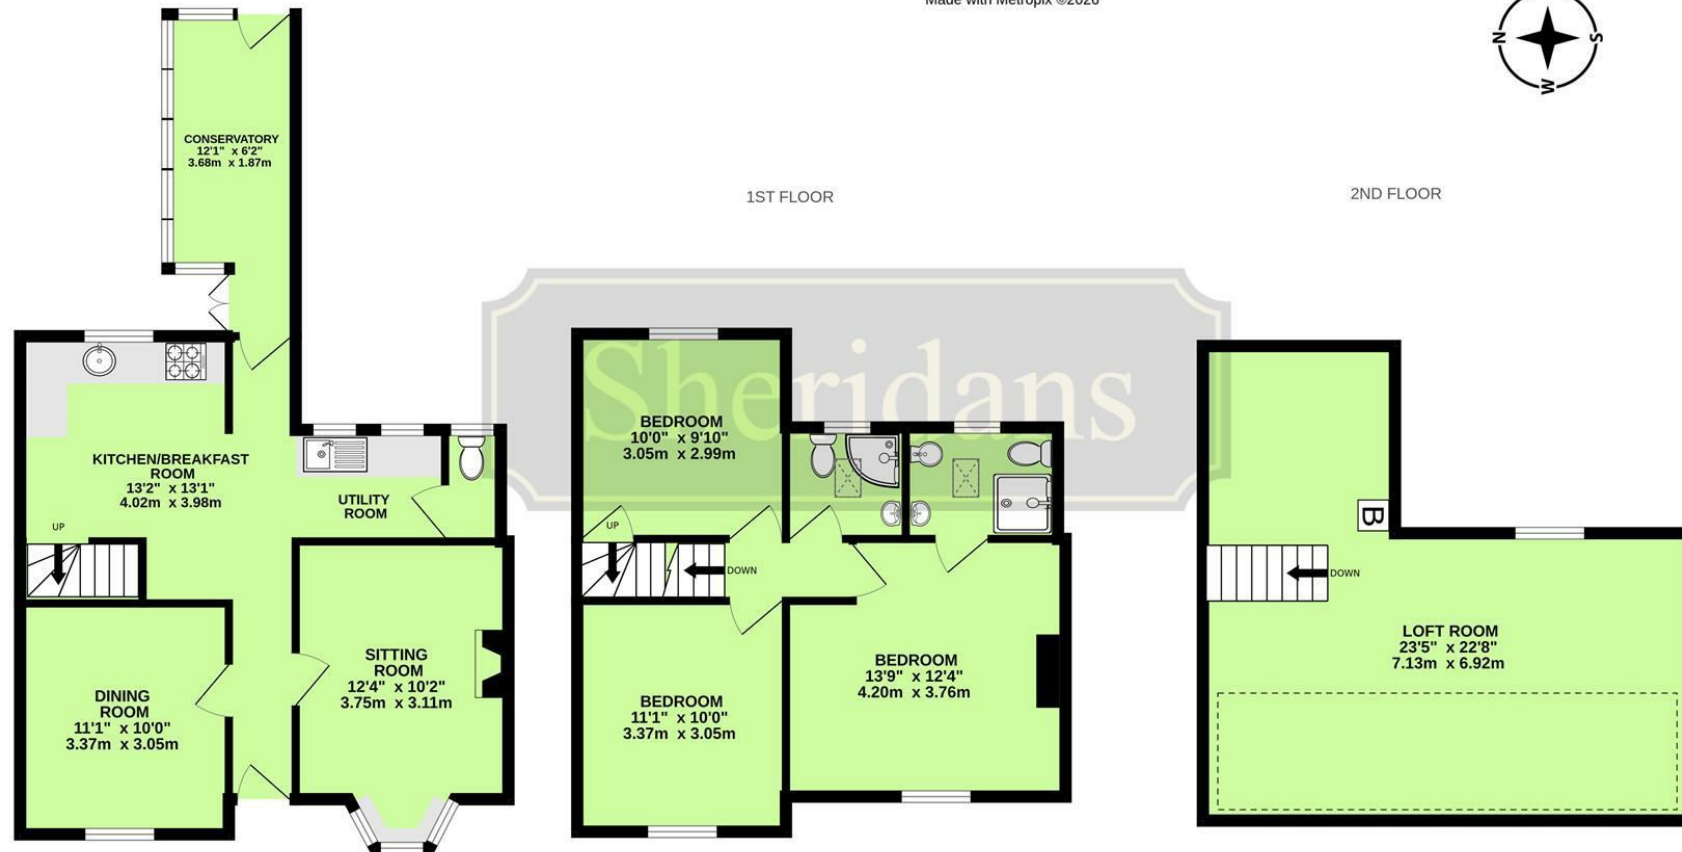 Made with Metropix ©2026
N
S
W
CONSERVATORY
12'1" x 6'2"
3.68m x 1.87m
1ST FLOOR
2ND FLOOR
Sheridans
KITCHEN/BREAKFAST
ROOM
13'2" x 13'1"
4.02m x 3.98m
UP
UTILITY
ROOM
DINING
ROOM
11'1" x 10'0"
3.37m x 3.05m
SITTING
ROOM
12'4" x 10'2"
3.75m x 3.11m
BEDROOM
10'0" x 9'10"
3.05m x 2.99m
UP
DOWN
BEDROOM
11'1" x 10'0"
3.37m x 3.05m
BEDROOM
13'9" x 12'4"
4.20m x 3.76m
B
DOWN
LOFT ROOM
23'5" x 22'8"
7.13m x 6.92m